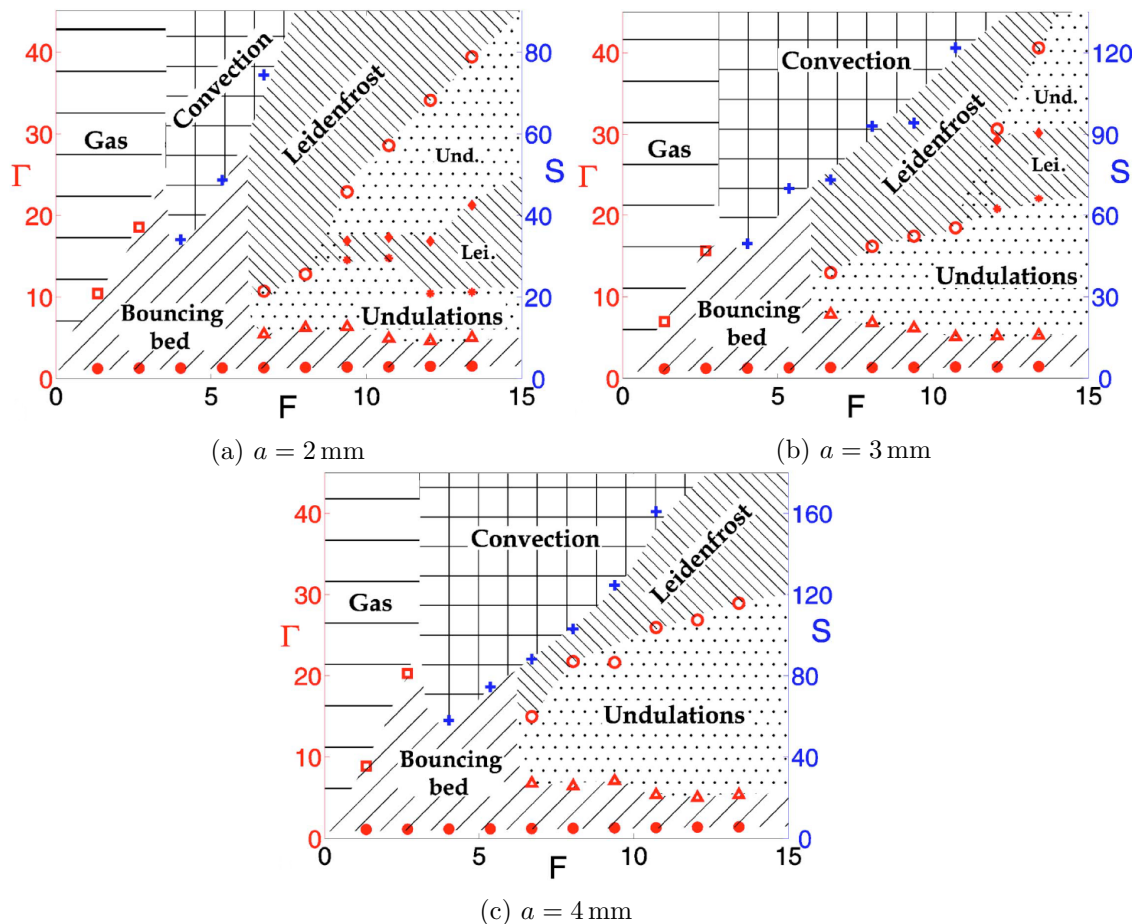 40
30
20
10
0
Γ
80
60
40
20
0
S
Gas
Convection
Leidenfrost
Und.
Lei.
Bouncing
bed
Undulations
0
5
10
15
F
(a) a = 2 mm
40
30
20
10
0
Γ
120
90
60
30
0
S
Gas
Convection
Leidenfrost
Und.
Lei.
Bouncing
bed
Undulations
0
5
10
15
F
(b) a = 3 mm
40
30
20
10
0
Γ
160
120
80
40
0
S
Gas
Convection
Leidenfrost
Undulations
Bouncing
bed
0
5
10
15
F
(c) a = 4 mm